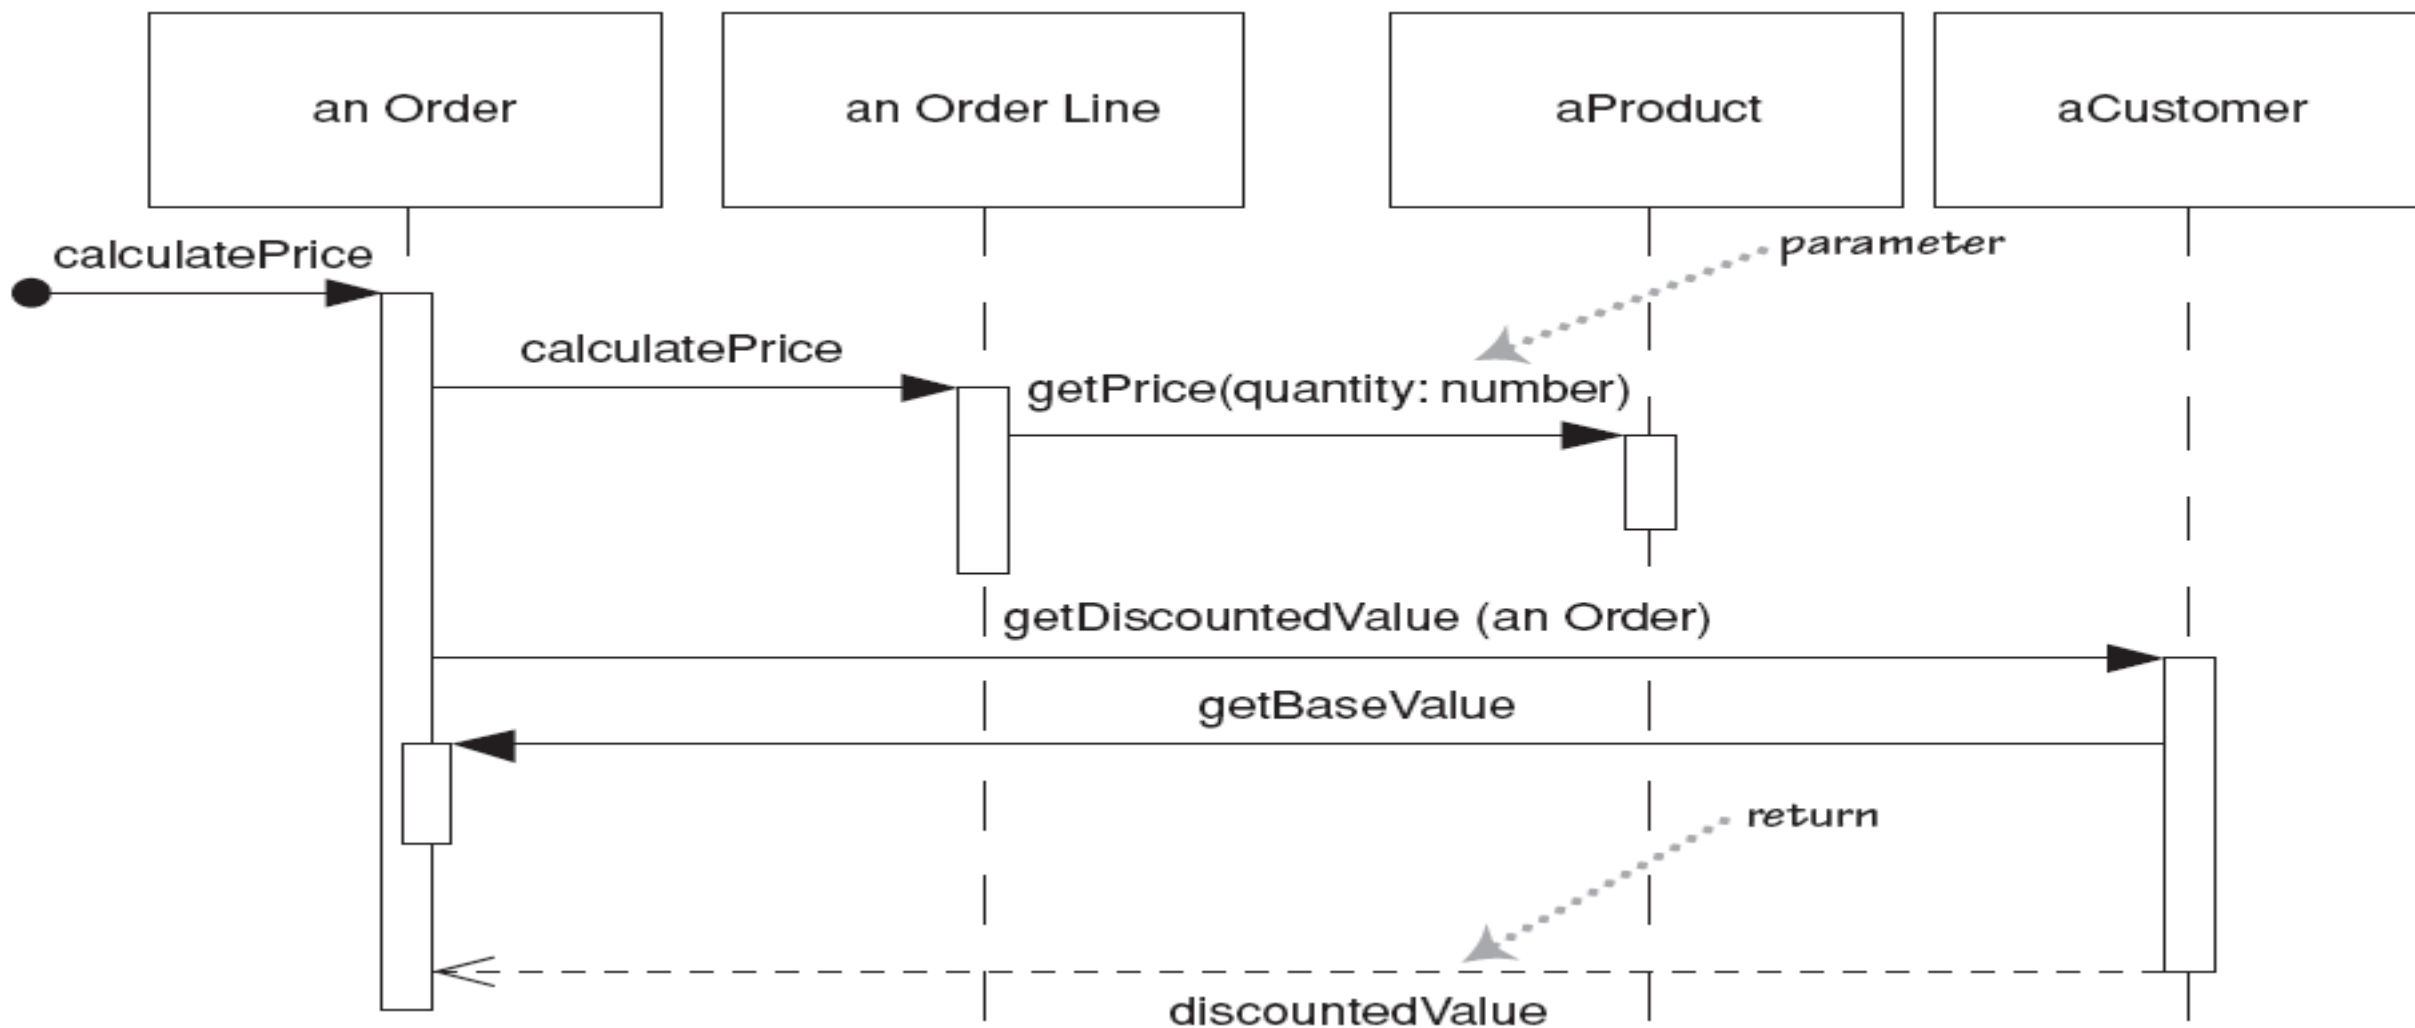 an Order
an Order Line
aProduct
aCustomer
calculatePrice
parameter
calculatePrice
getPrice(quantity: number)
getDiscountedValue (an Order)
getBaseValue
return
discountedValue